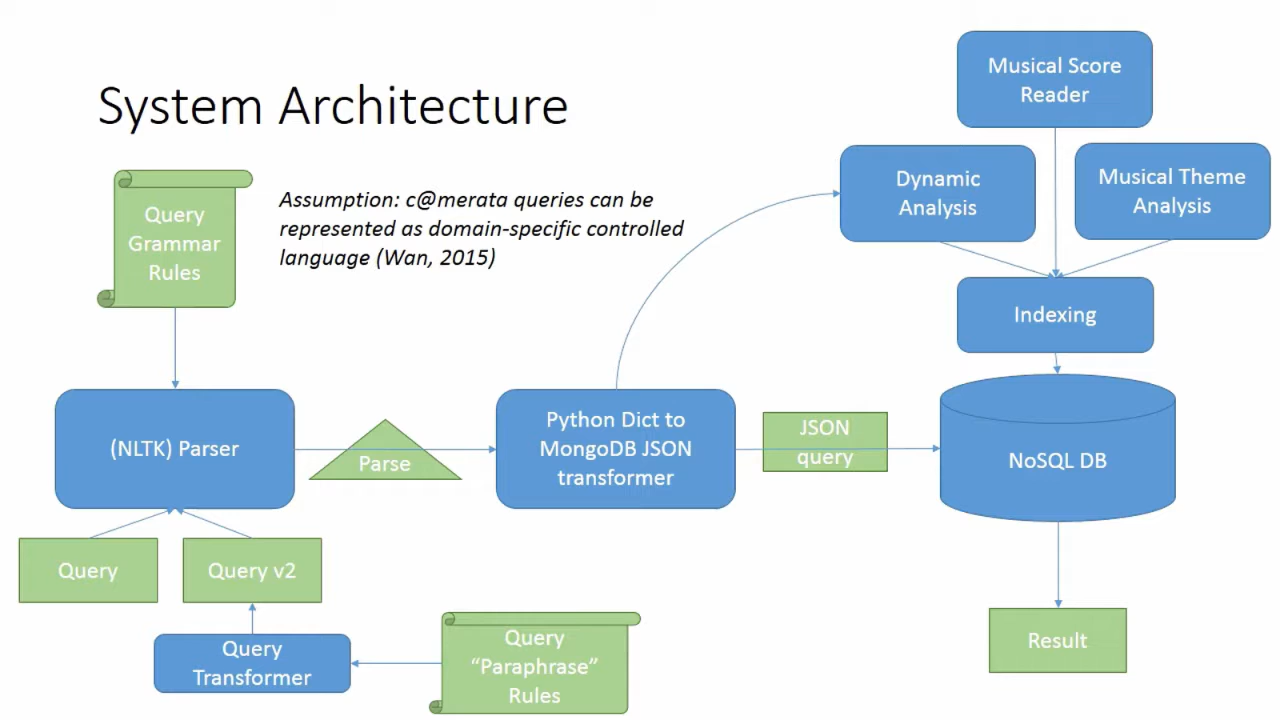 System Architecture
Musical Score
Reader
Dynamic
Analysis
Musical Theme
Analysis
Query
Grammar
Rules
Assumption: c@merata queries can be
represented as domain-specific controlled
language (Wan, 2015)
Indexing
(NLTK) Parser
Parse
Python Dict to
MongoDB JSON
transformer
JSON
query
NoSQL DB
Query
Query v2
Query
Transformer
Query
“Paraphrase”
Rules
Result